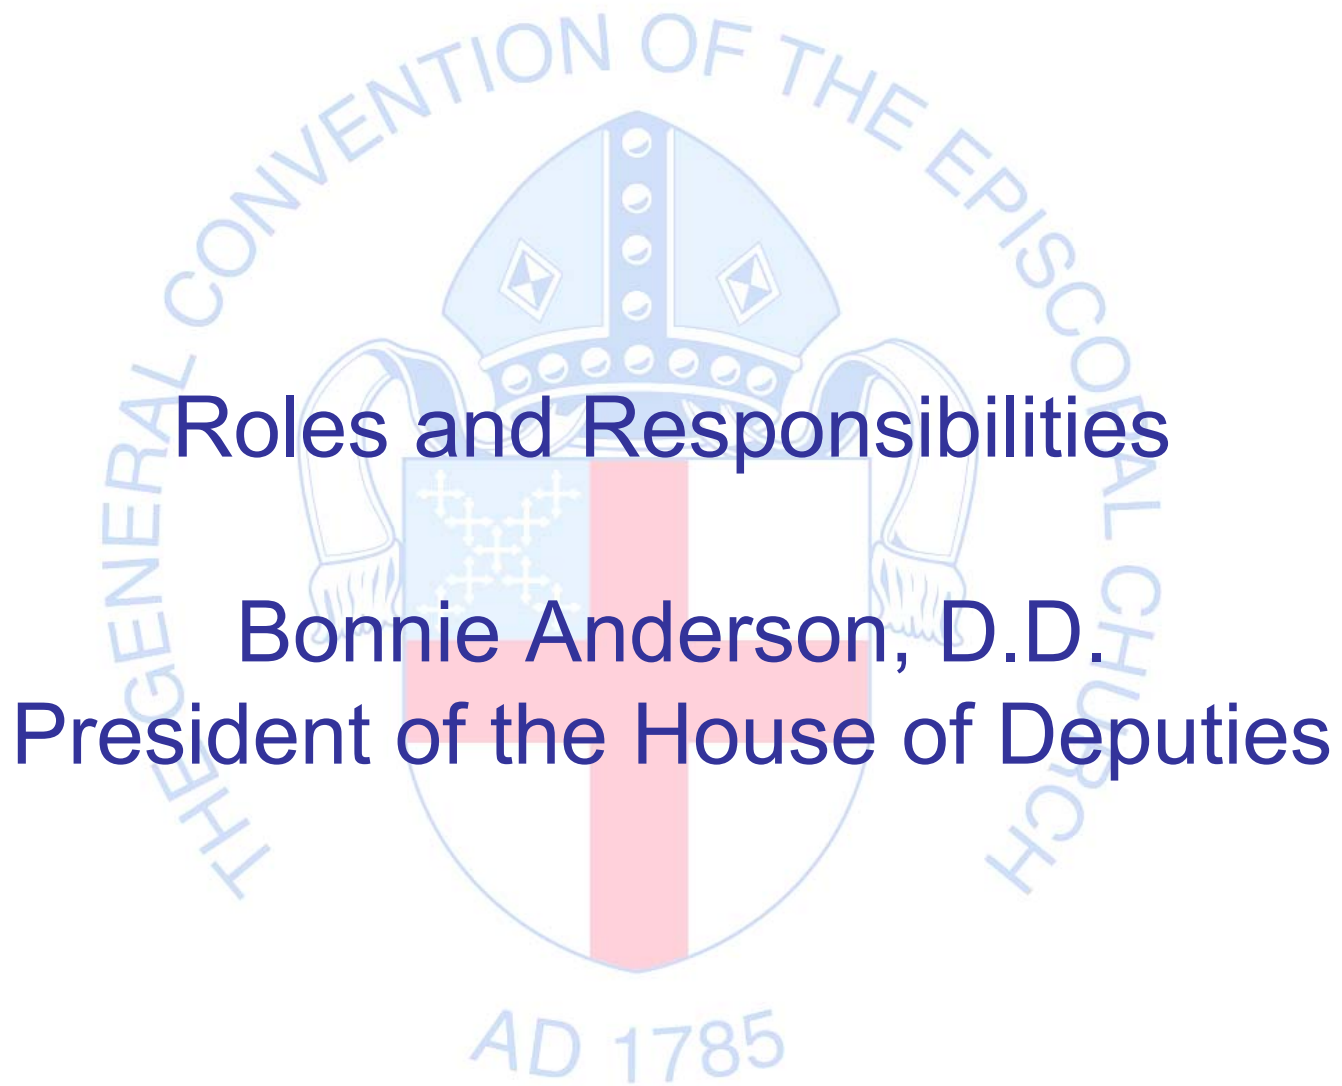 THE GENERAL CONVENTION OF THE EPISCOPAL CHURCH
Roles and Responsibilities
Bonnie Anderson, D.D.
President of the House of Deputies
AD 1785